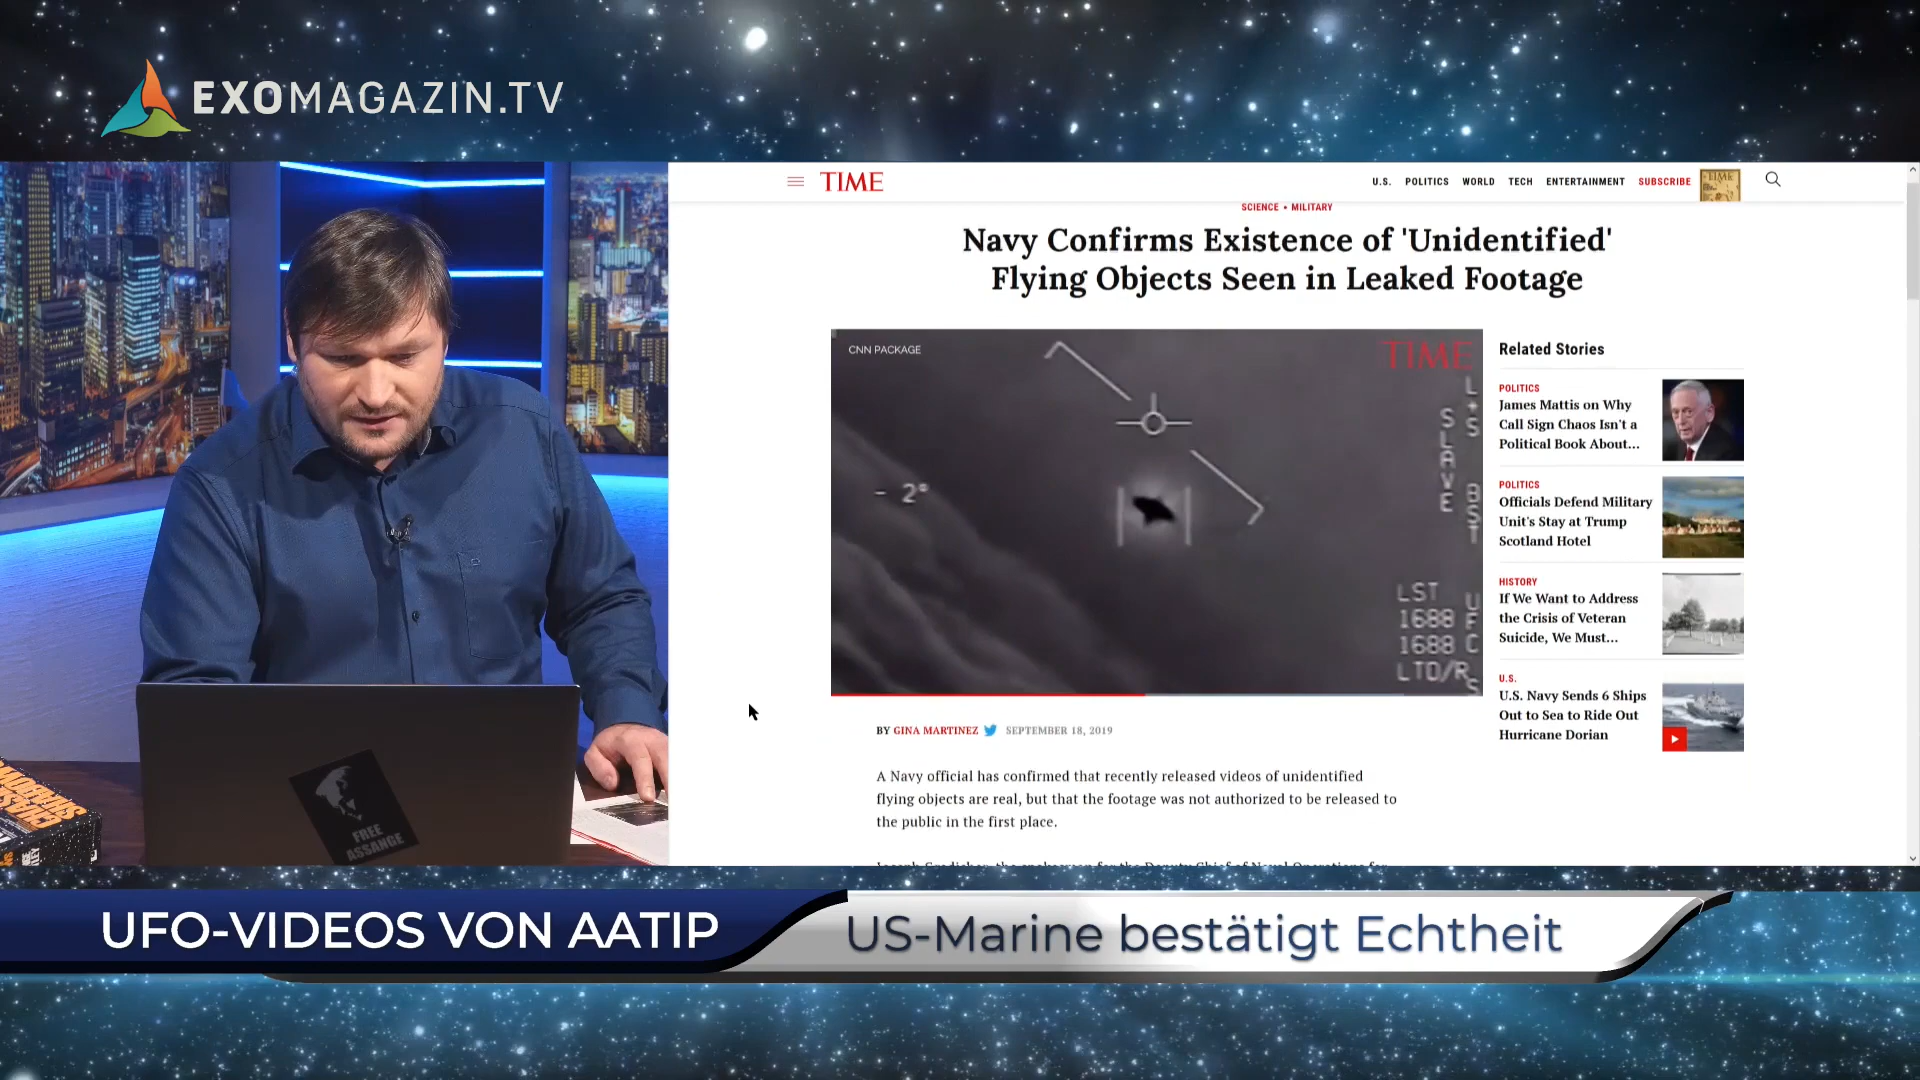 EXOMAGAZIN.TV
TIME
U.S. POLITICS WORLD TECH ENTERTAINMENT SUBSCRIBE
TIME
SCIENCE • MILITARY
Navy Confirms Existence of 'Unidentified'
Flying Objects Seen in Leaked Footage
CNN PACKAGE
TIME
L+S
SLAVE
BST
- 2°
LST
1688
1688
LTD/R
UFC
S
Related Stories
POLITICS
James Mattis on Why
Call Sign Chaos Isn't a
Political Book About...
POLITICS
Officials Defend Military
Unit's Stay at Trump
Scotland Hotel
HISTORY
If We Want to Address
the Crisis of Veteran
Suicide, We Must...
U.S.
U.S. Navy Sends 6 Ships
Out to Sea to Ride Out
Hurricane Dorian
BY GINA MARTINEZ SEPTEMBER 18, 2019
A Navy official has confirmed that recently released videos of unidentified
flying objects are real, but that the footage was not authorized to be released to
the public in the first place.
FREE
ASSANGE
UFO-VIDEOS VON AATIP
US-Marine bestätigt Echtheit